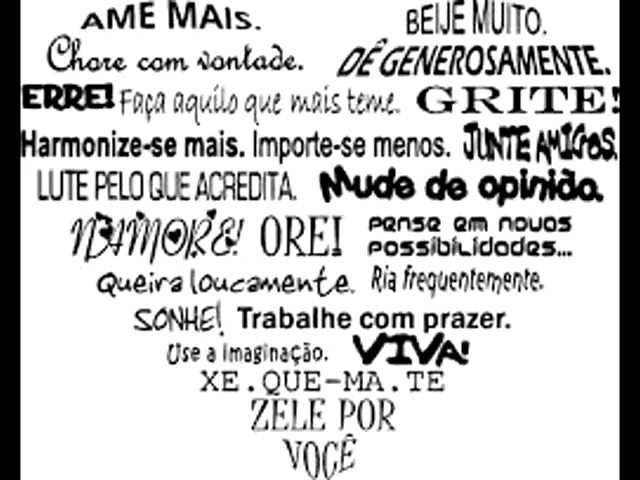 AME MAIS. BEIJE MUITO.
Chore com vontade. DÊ GENEROSAMENTE.
ERRE! Faça aquilo que mais teme. GRITE!
Harmonize-se mais. Importe-se menos. JUNTE AMIGOS.
LUTE PELO QUE ACREDITA. Mude de opinião.
NAMORE! OREI pense em novas
possibilidades...
Queira loucamente. Ria frequentemente.
SONHE! Trabalhe com prazer.
Use a imaginação. VIVA!
XE.QUE-MA.TE
ZELE POR
VOCÊ